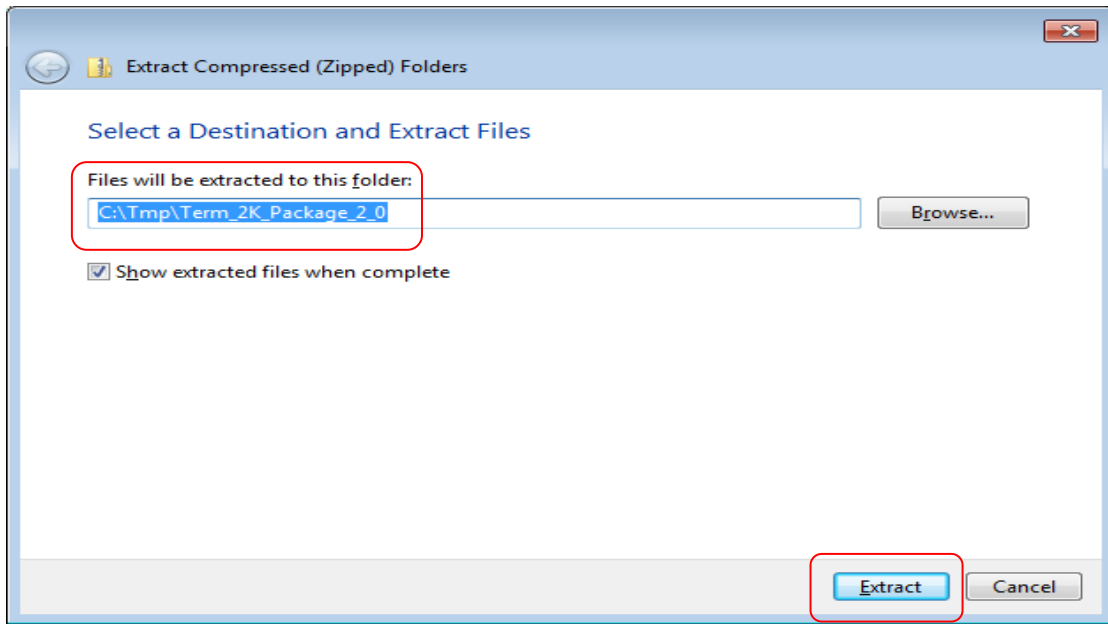 Extract Compressed (Zipped) Folders
Select a Destination and Extract Files
Files will be extracted to this folder:
C:\Tmp\Term_2K_Package_2_0
Browse...
Show extracted files when complete
Extract
Cancel